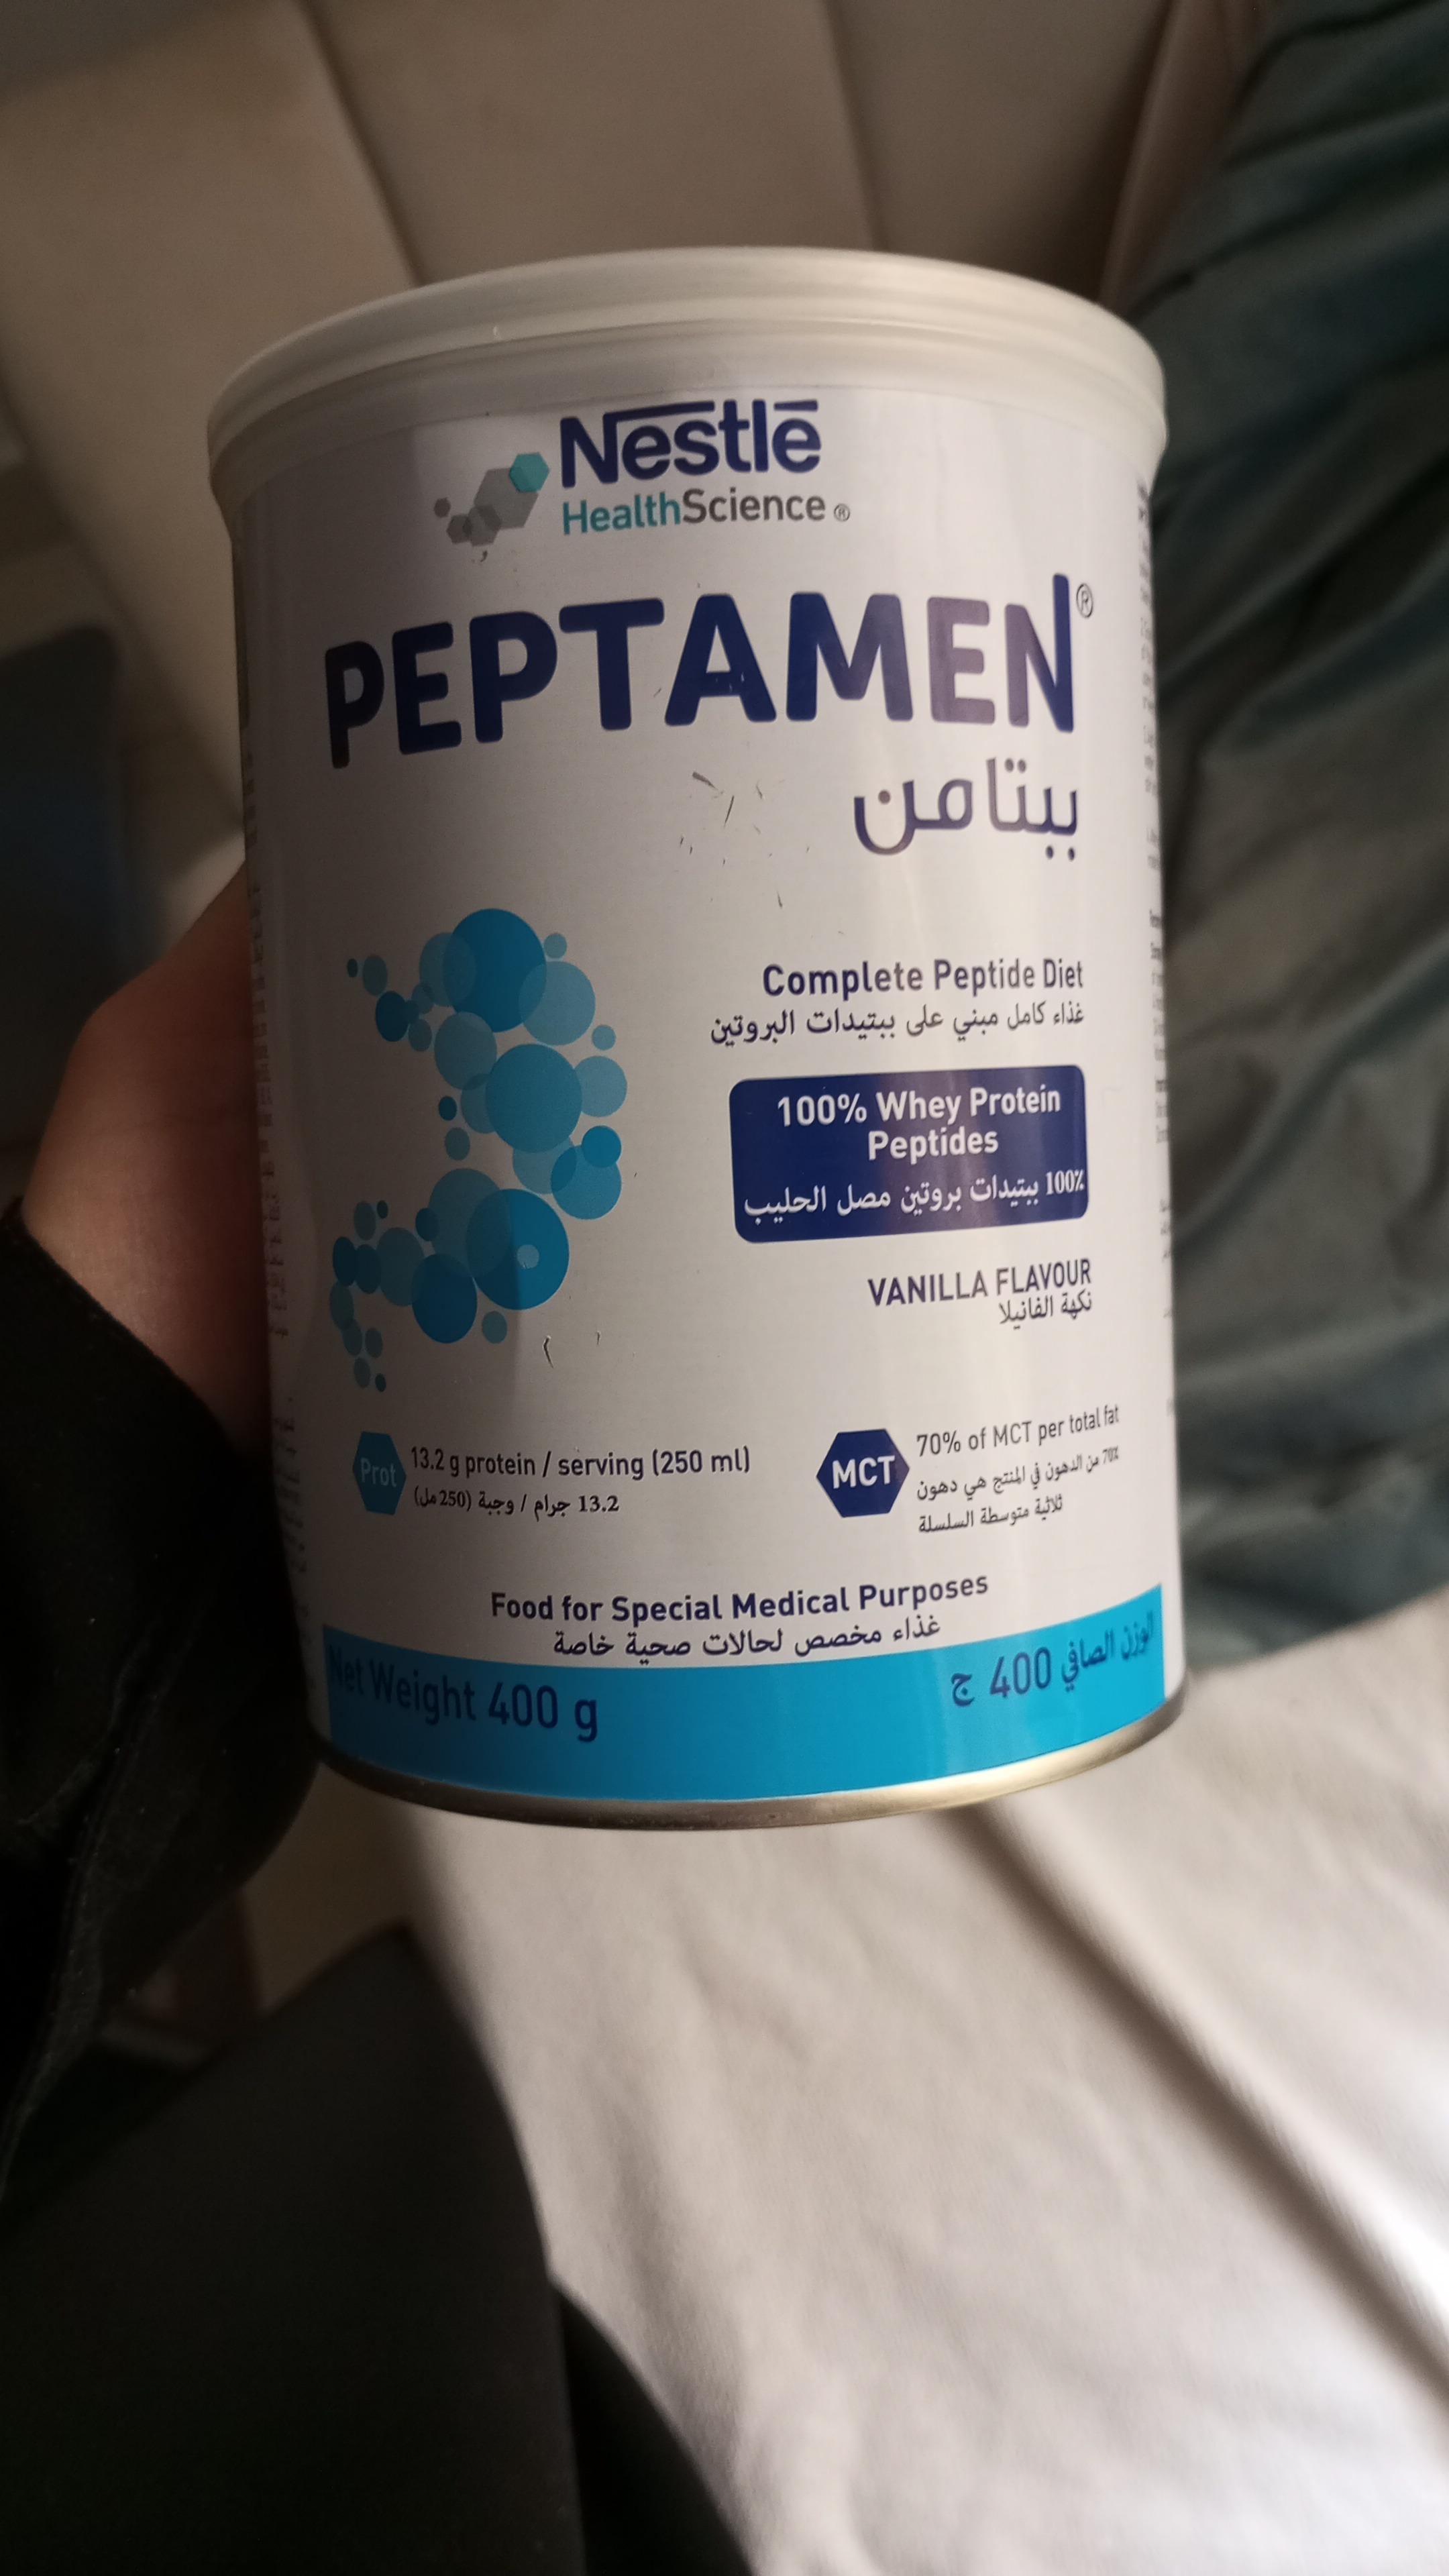 Nestlē
HealthScience®
PEPTAMEN®
ببتامن
Complete Peptide Diet
غذاء كامل مبني على ببتيدات البروتين
100% Whey Protein
Peptides
100٪ ببتيدات بروتين مصل الحليب
VANILLA FLAVOUR
نكهة الفانيلا
Prot 13.2 g protein / serving (250 ml)
13.2 جرام / وجبة (250 مل)
MCT 70% of MCT per total fat
70٪ من الدهون في المنتج هي دهون
ثلاثية متوسطة السلسلة
Food for Special Medical Purposes
غذاء مخصص لحالات صحية خاصة
Net Weight 400 g
الوزن الصافي 400 ج